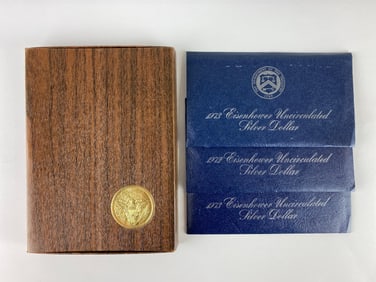 1973 Eisenhower Uncirculated
Silver Dollar
1972 Eisenhower Uncirculated
Silver Dollar
1973 Eisenhower Uncirculated
Silver Dollar